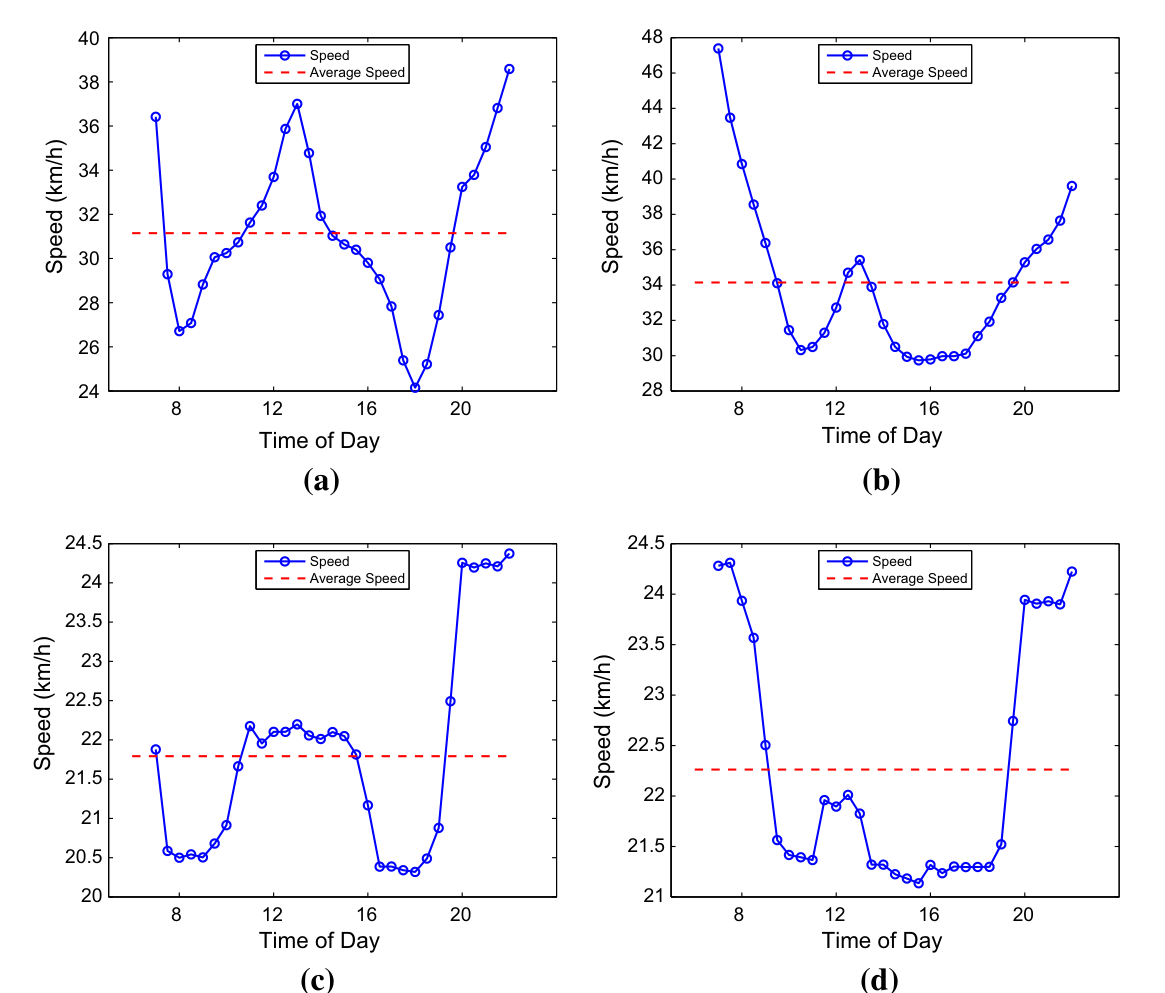 40
38
36
34
32
30
28
26
24
Speed (km/h)
Speed
Average Speed
8 12 16 20
Time of Day
(a)
48
46
44
42
40
38
36
34
32
30
28
Speed (km/h)
Speed
Average Speed
8 12 16 20
Time of Day
(b)
24.5
24
23.5
23
22.5
22
21.5
21
20.5
20
Speed (km/h)
Speed
Average Speed
8 12 16 20
Time of Day
(c)
24.5
24
23.5
23
22.5
22
21.5
21
Speed (km/h)
Speed
Average Speed
8 12 16 20
Time of Day
(d)